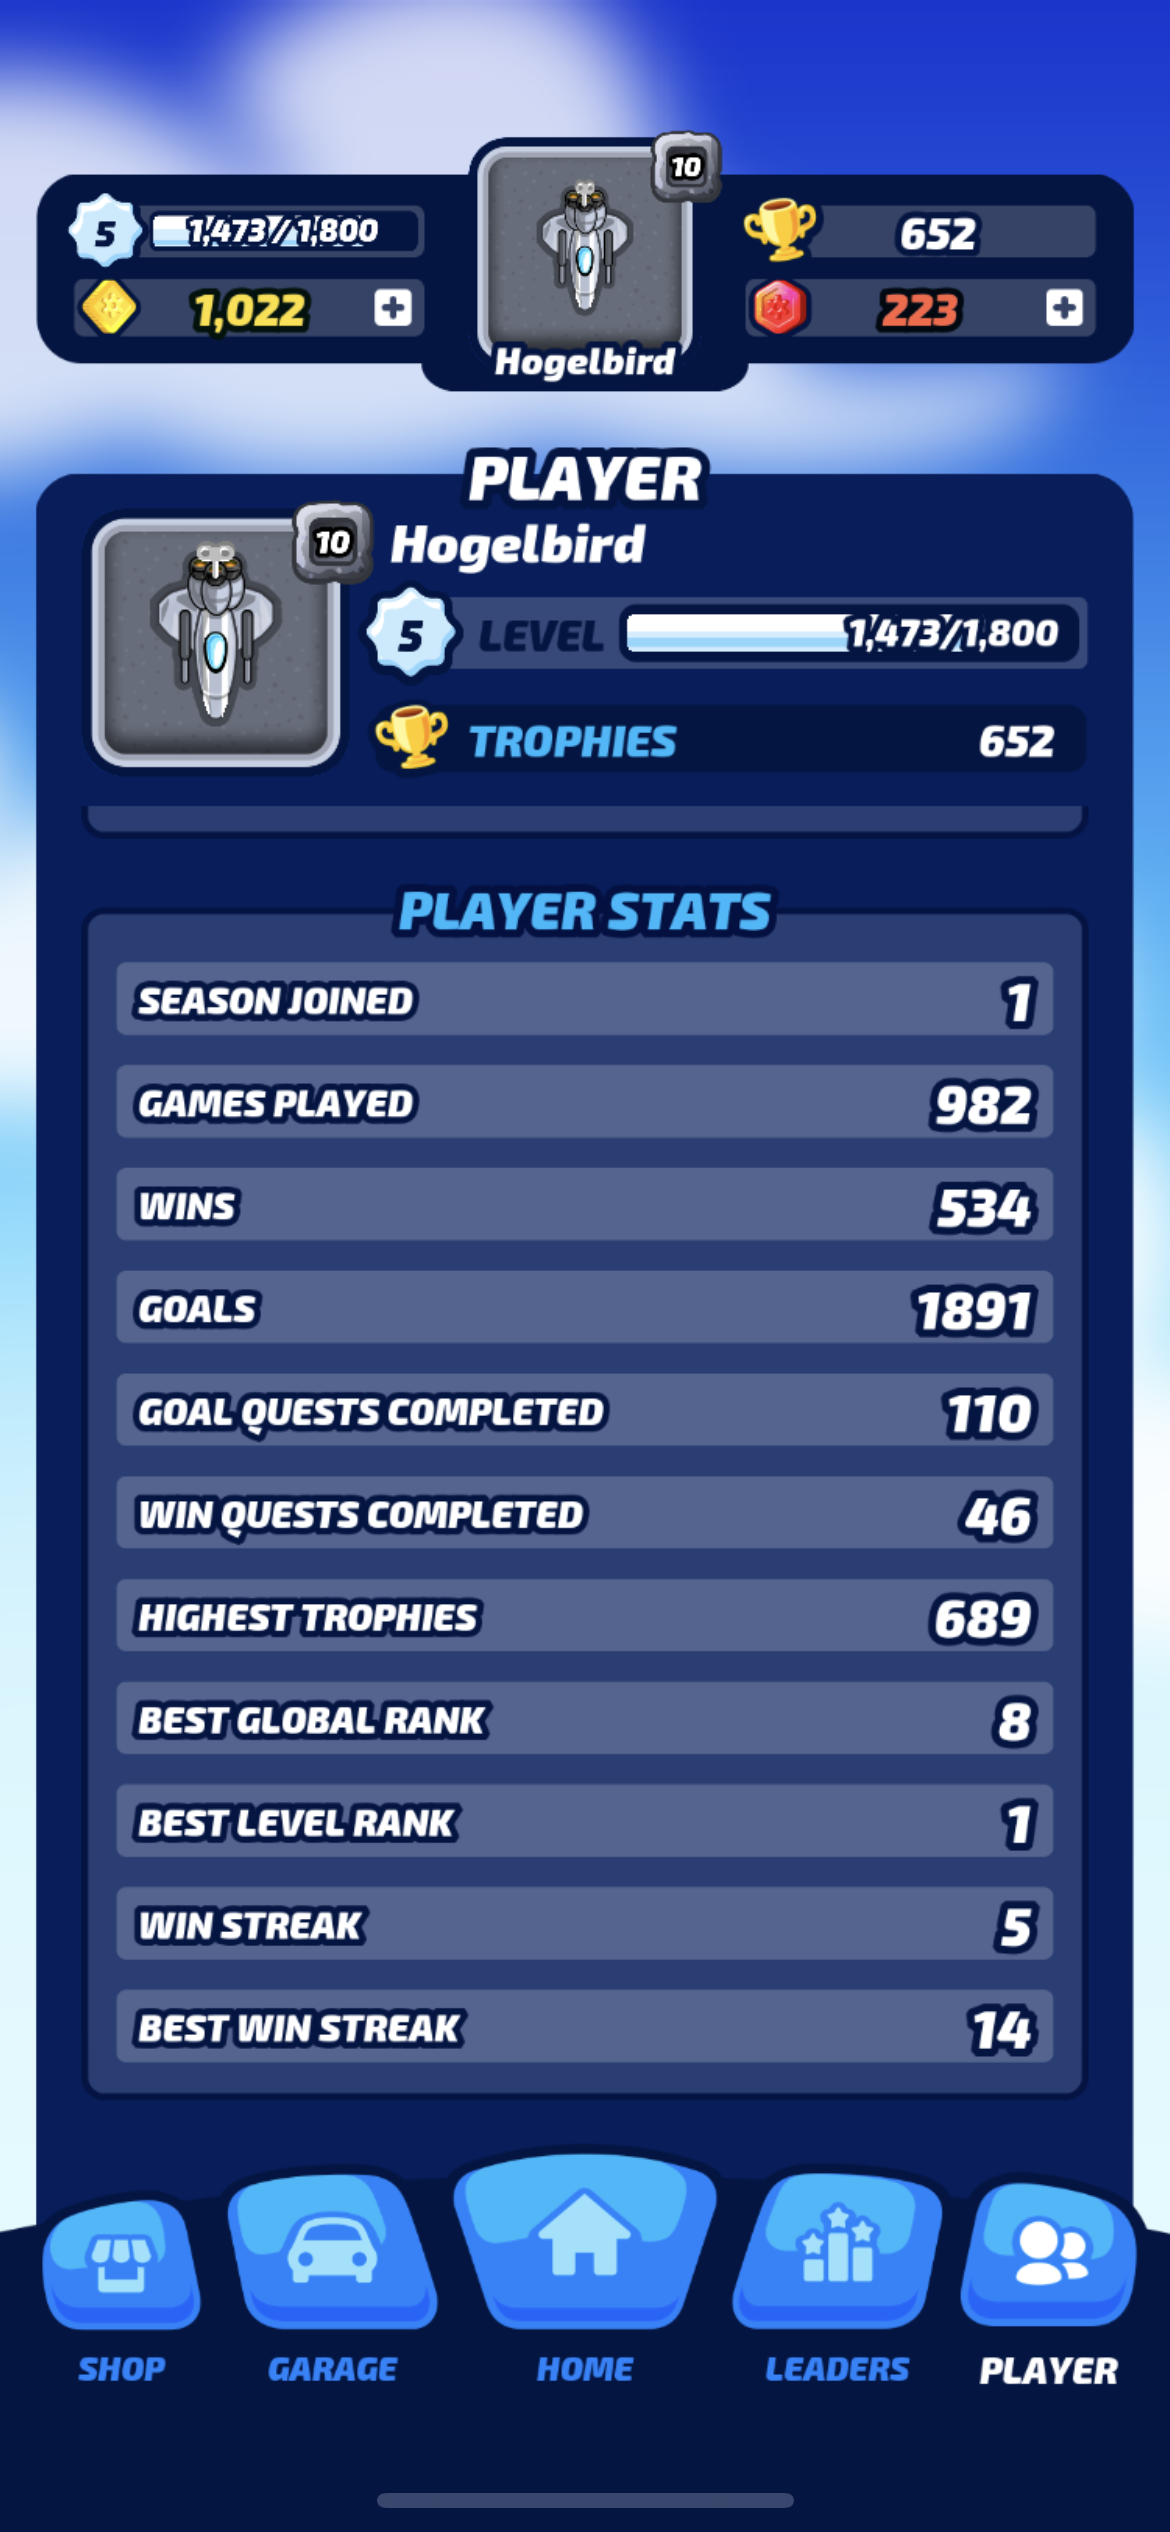 10
5
1,473/1,800
652
1,022
223
Hogelbird
PLAYER
10
Hogelbird
5
LEVEL
1,473/1,800
TROPHIES
652
PLAYER STATS
SEASON JOINED
1
GAMES PLAYED
982
WINS
534
GOALS
1891
GOAL QUESTS COMPLETED
110
WIN QUESTS COMPLETED
46
HIGHEST TROPHIES
689
BEST GLOBAL RANK
8
BEST LEVEL RANK
1
WIN STREAK
5
BEST WIN STREAK
14
SHOP
GARAGE
HOME
LEADERS
PLAYER